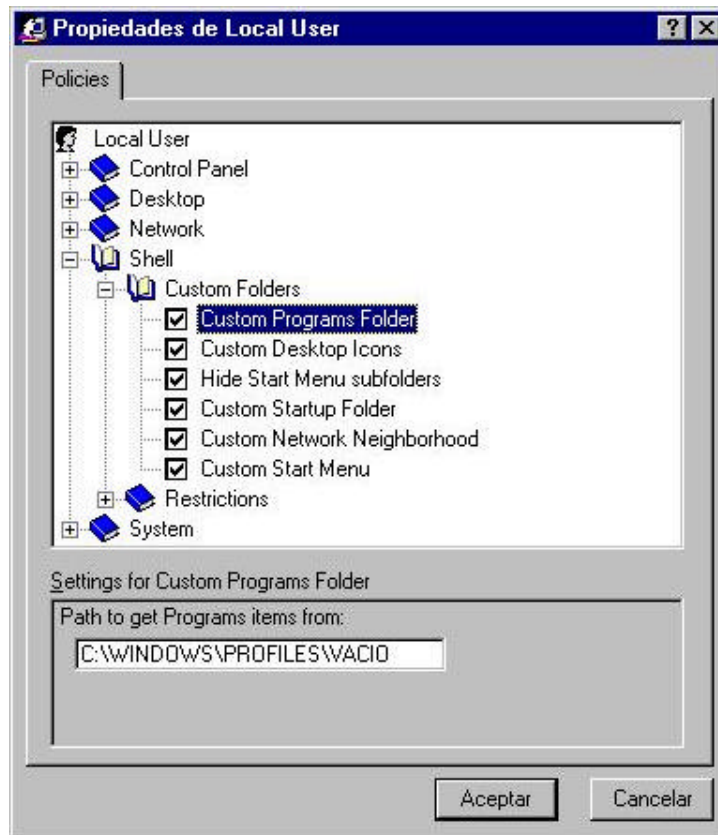 Propiedades de Local User
Policies
Local User
Control Panel
Desktop
Network
Shell
Custom Folders
Custom Programs Folder
Custom Desktop Icons
Hide Start Menu subfolders
Custom Startup Folder
Custom Network Neighborhood
Custom Start Menu
Restrictions
System
Settings for Custom Programs Folder
Path to get Programs items from:
C:\WINDOWS\PROFILES\VACIO
Aceptar
Cancelar